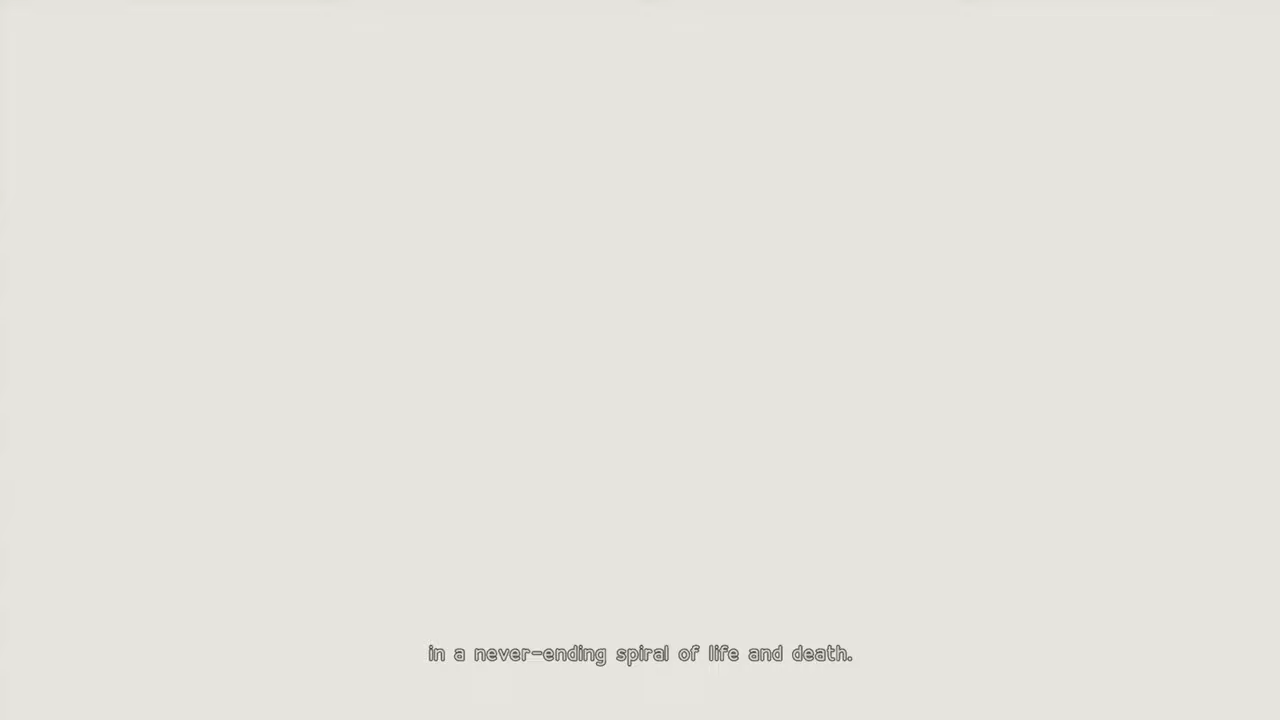 in a never-ending spiral of life and death.